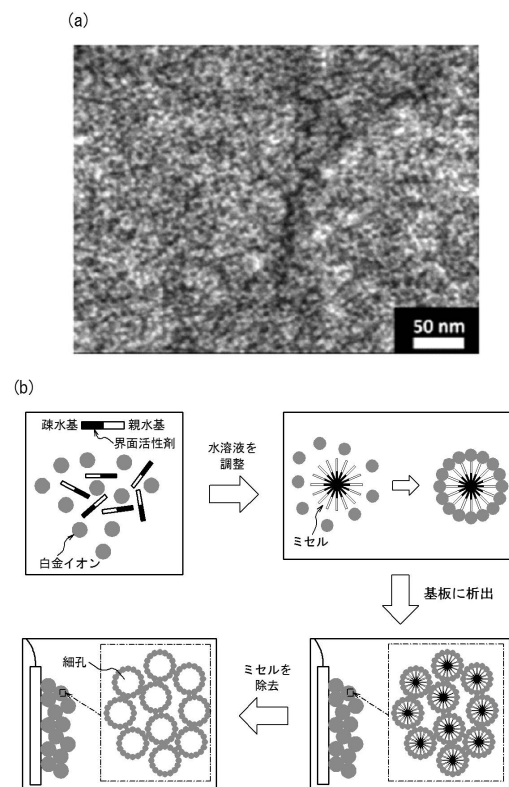 (a)
50 nm
(b)
疎水基
親水基
界面活性剤
白金イオン
水溶液を
調整
ミセル
基板に析出
細孔
ミセルを
除去